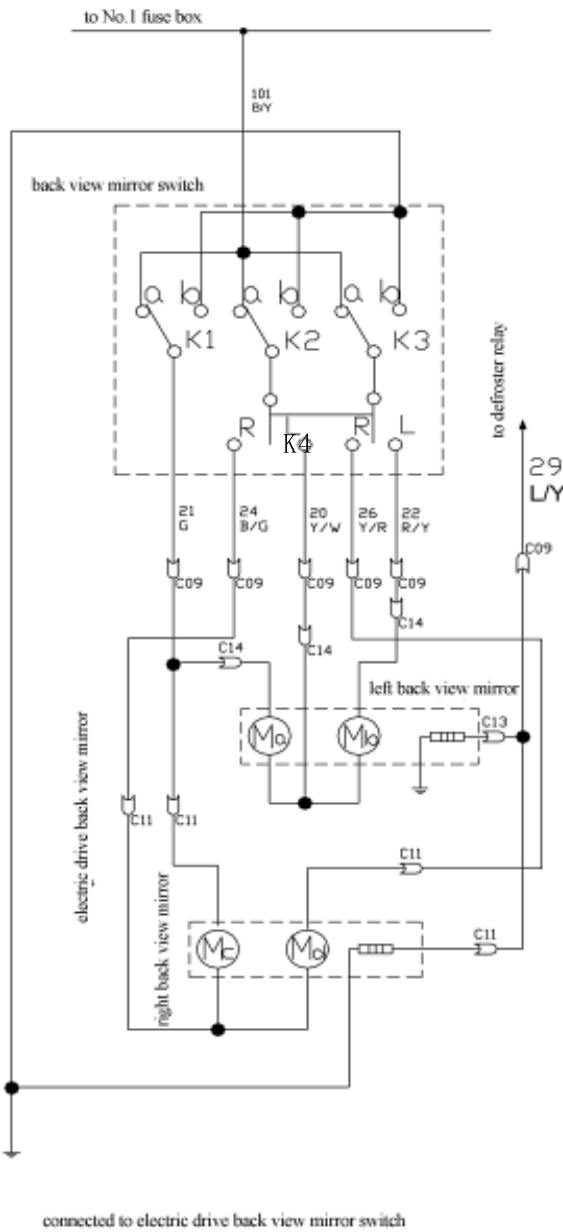 to No.1 fuse box
101
B/Y
back view mirror switch
a b a b a b
K1 K2 K3
to defroster relay
R K4 R L
29
L/Y
21 24 20 26 22
G B/G Y/W Y/R R/Y
C09
C09 C09 C09 C09 C09
C14
C14 C14
left back view mirror
C13
Ma Mb
electric drive back view mirror
C11 C11
C11
right back view mirror
C11
Mc Md
connected to electric drive back view mirror switch